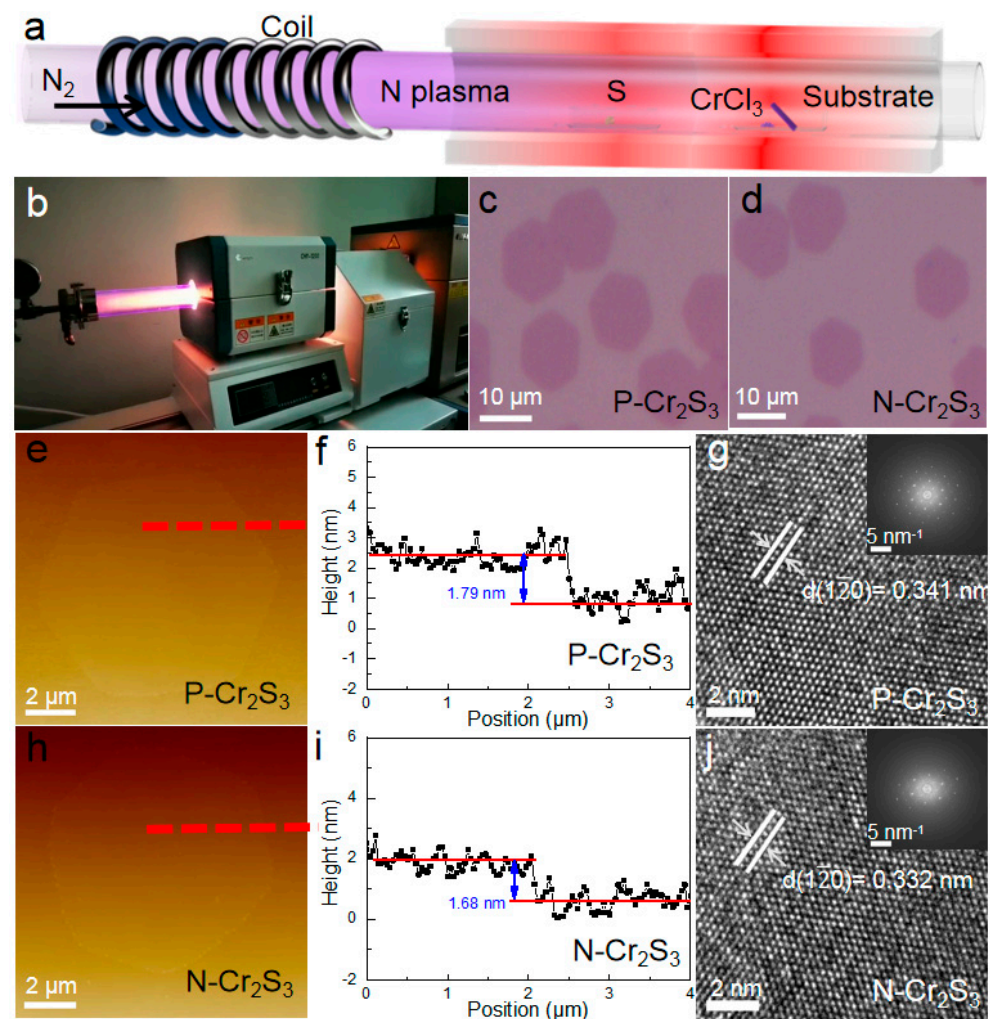 a
Coil
N₂
N plasma
S
CrCl₃
Substrate
b
c
10 µm
P-Cr₂S₃
d
10 µm
N-Cr₂S₃
e
2 µm
P-Cr₂S₃
f
6
5
4
3
2
1
0
-1
-2
Height (nm)
1.79 nm
P-Cr₂S₃
0 1 2 3 4
Position (µm)
g
5 nm⁻¹
d(120)= 0.341 nm
2 nm
P-Cr₂S₃
h
2 µm
N-Cr₂S₃
i
6
4
2
0
-2
Height (nm)
1.68 nm
N-Cr₂S₃
0 1 2 3 4
Position (µm)
j
5 nm⁻¹
d(120)= 0.332 nm
2 nm
N-Cr₂S₃